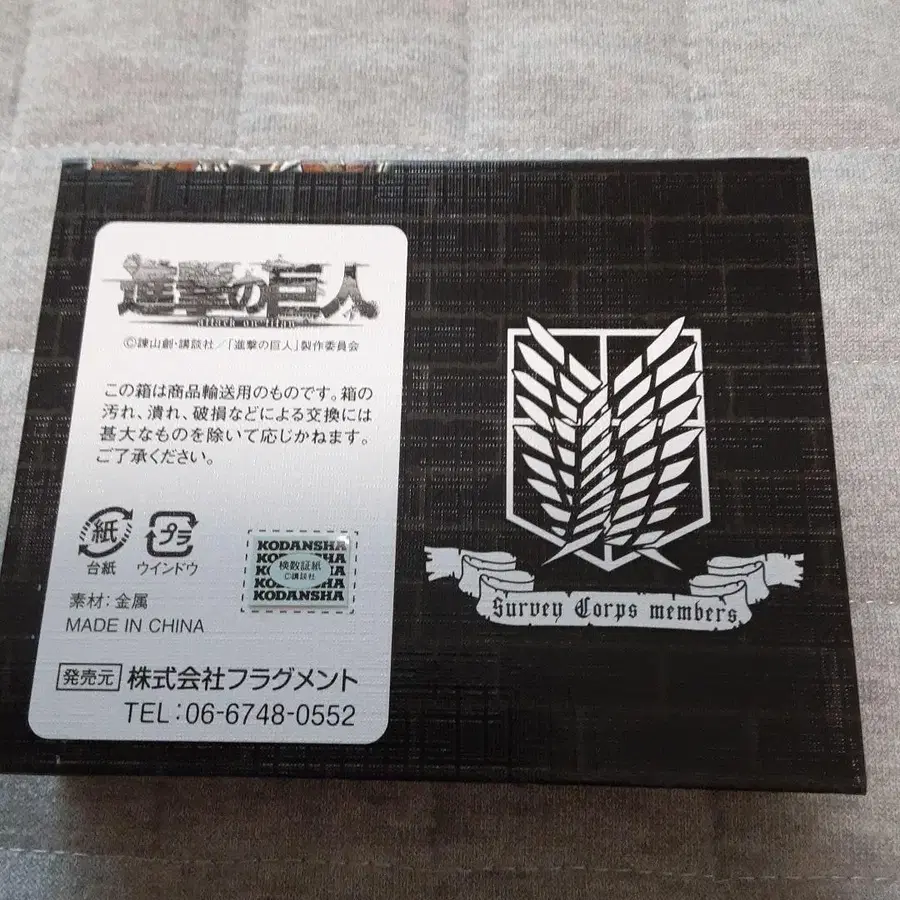 進撃の巨人
attack on titan
©諫山創・講談社／「進撃の巨人」製作委員会
この箱は商品輸送用のものです。箱の
汚れ、潰れ、破損などによる交換には
甚大なものを除いて応じかねます。
ご了承ください。
紙
プラ
台紙
ウインドウ
素材：金属
MADE IN CHINA
KODANSHA
KODANSHA
検数証紙
©講談社
発売元 株式会社フラグメント
TEL：06-6748-0552
Survey Corps members